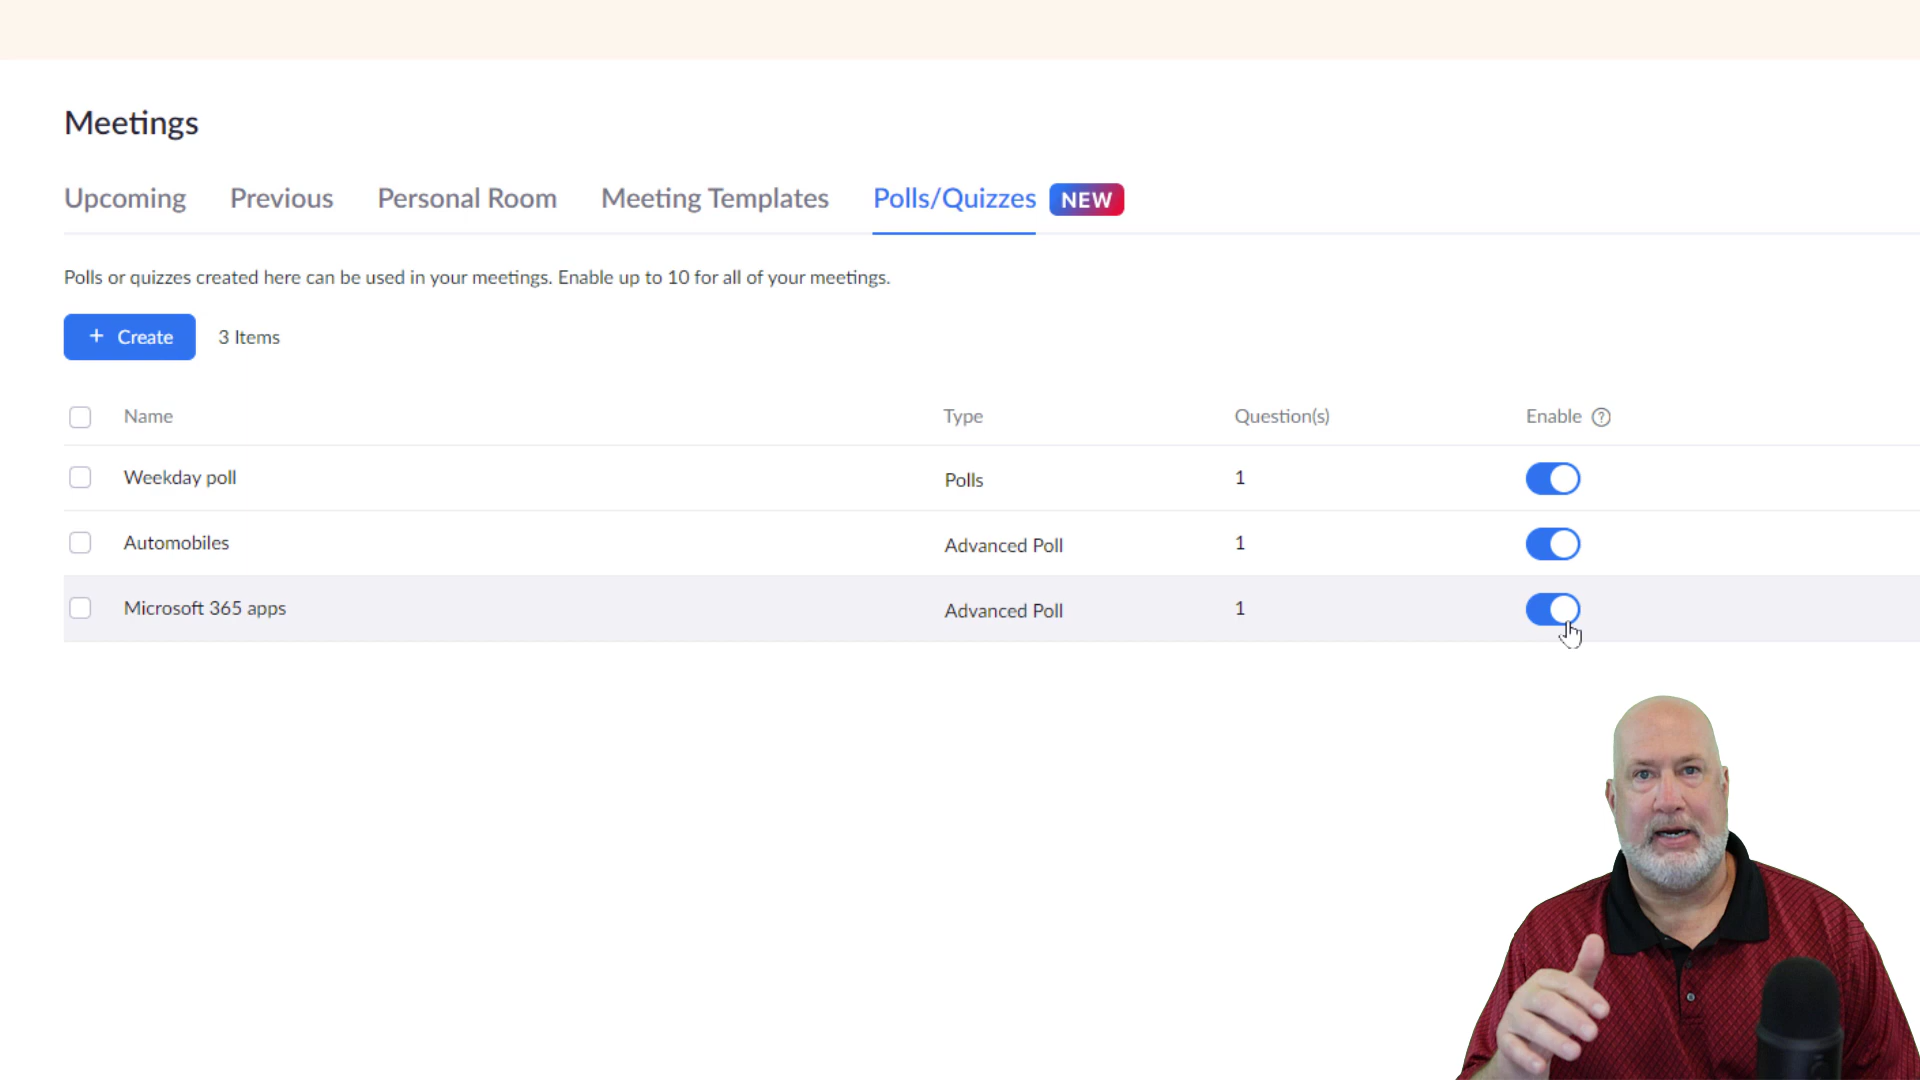 Meetings
Upcoming Previous Personal Room Meeting Templates Polls/Quizzes NEW
Polls or quizzes created here can be used in your meetings. Enable up to 10 for all of your meetings.
+ Create 3 Items
Name Type Question(s) Enable ?
Weekday poll Polls 1
Automobiles Advanced Poll 1
Microsoft 365 apps Advanced Poll 1